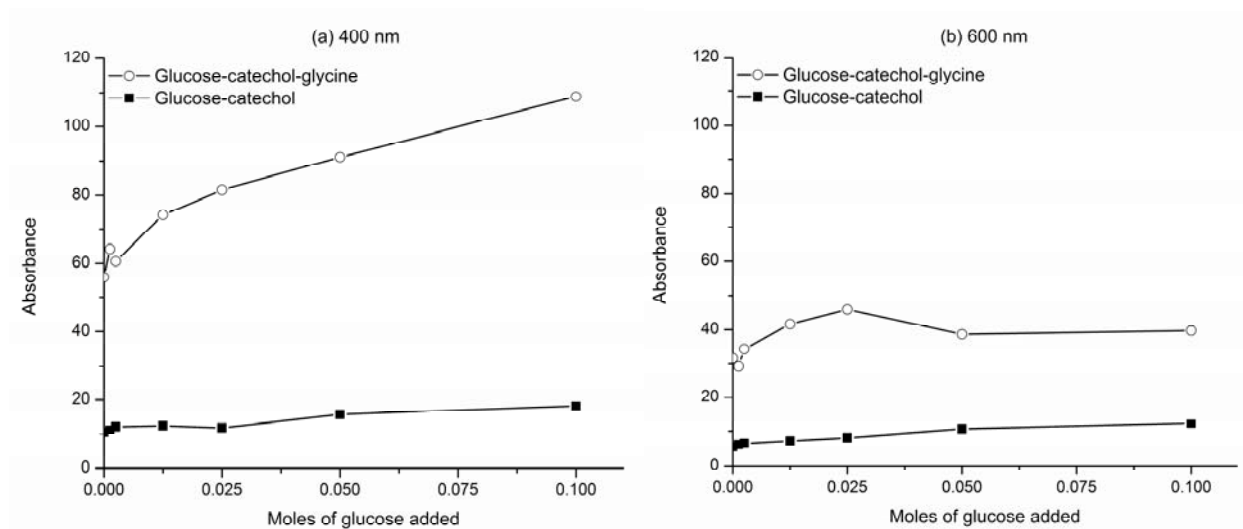 (a) 400 nm
120
100
80
60
40
20
0
Absorbance
Glucose-catechol-glycine
Glucose-catechol
0.000 0.025 0.050 0.075 0.100
Moles of glucose added
(b) 600 nm
120
100
80
60
40
20
0
Absorbance
Glucose-catechol-glycine
Glucose-catechol
0.000 0.025 0.050 0.075 0.100
Moles of glucose added